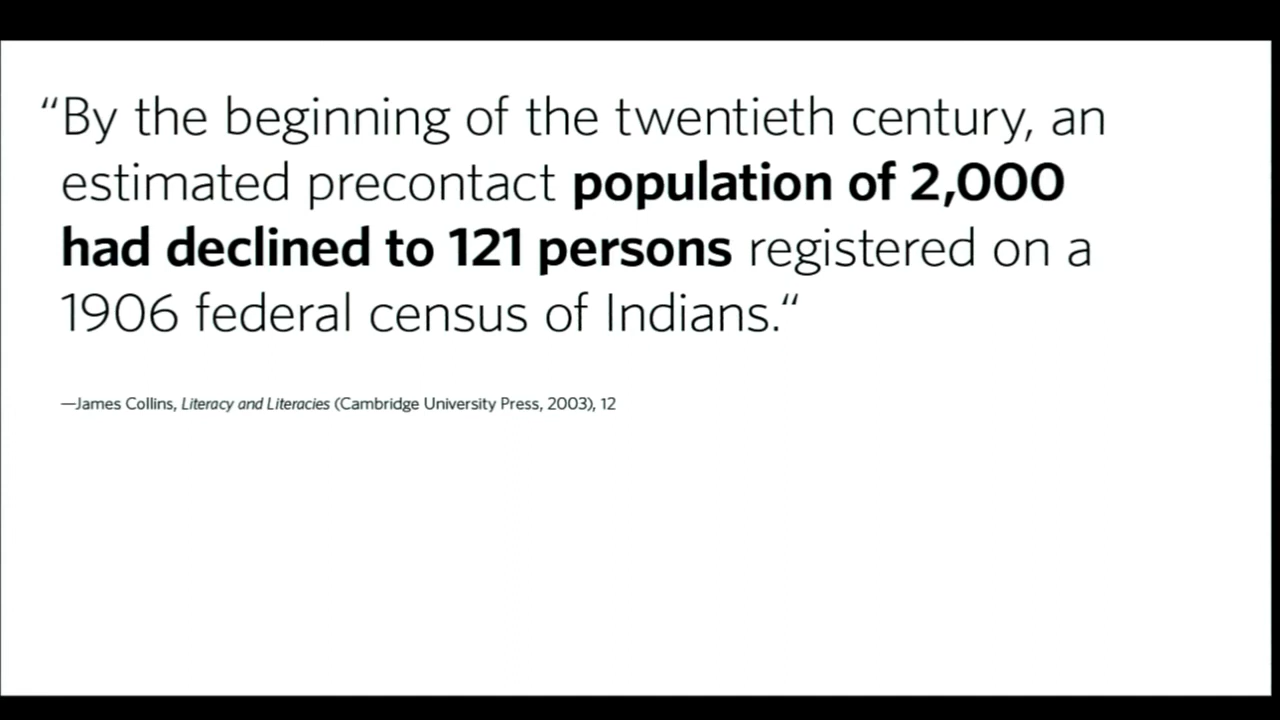 “By the beginning of the twentieth century, an
estimated precontact population of 2,000
had declined to 121 persons registered on a
1906 federal census of Indians.“
—James Collins, Literacy and Literacies (Cambridge University Press, 2003), 12